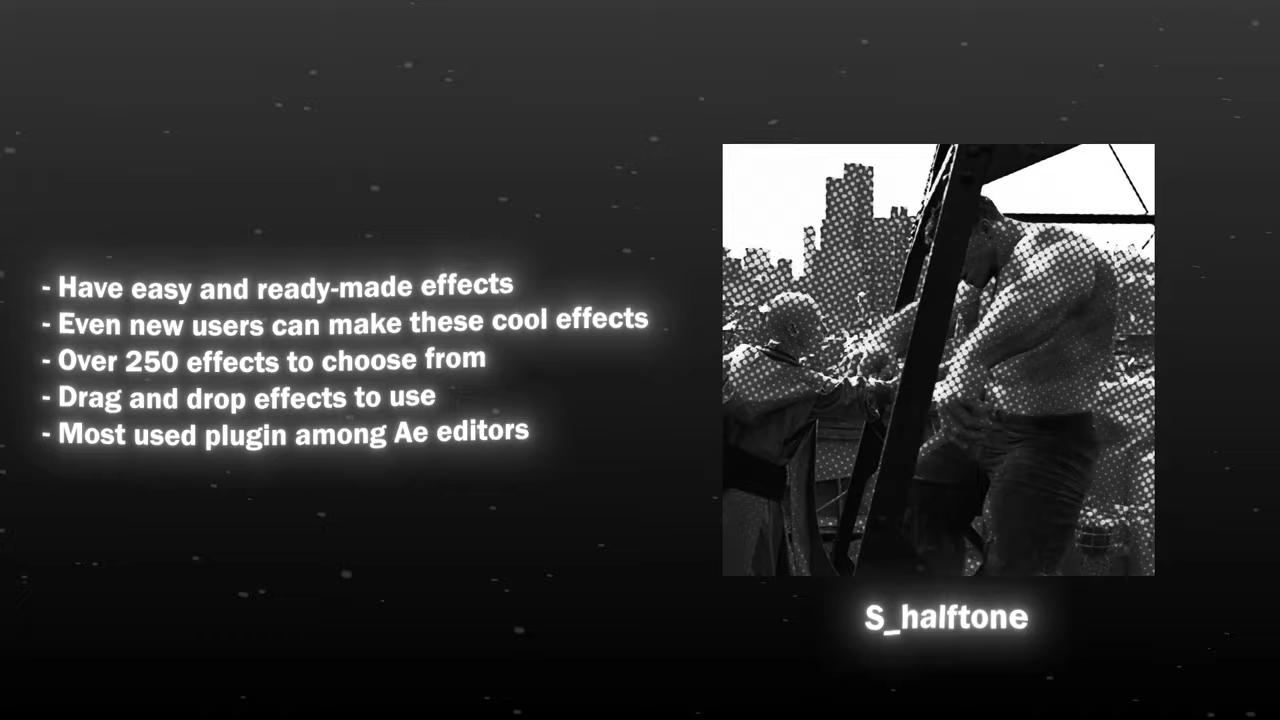 - Have easy and ready-made effects
- Even new users can make these cool effects
- Over 250 effects to choose from
- Drag and drop effects to use
- Most used plugin among Ae editors
S_halftone